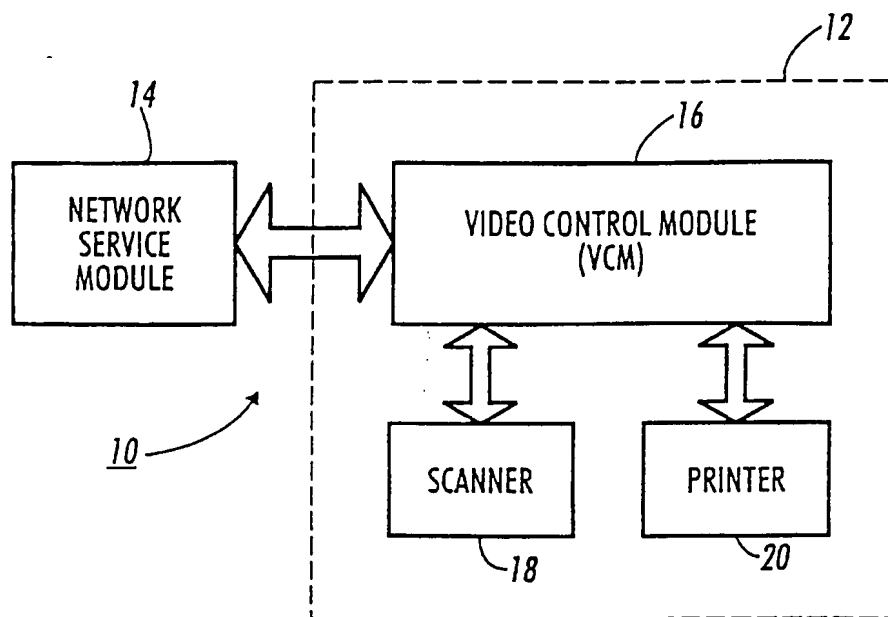 12
14
16
NETWORK
SERVICE
MODULE
VIDEO CONTROL MODULE
(VCM)
10
SCANNER
PRINTER
18
20